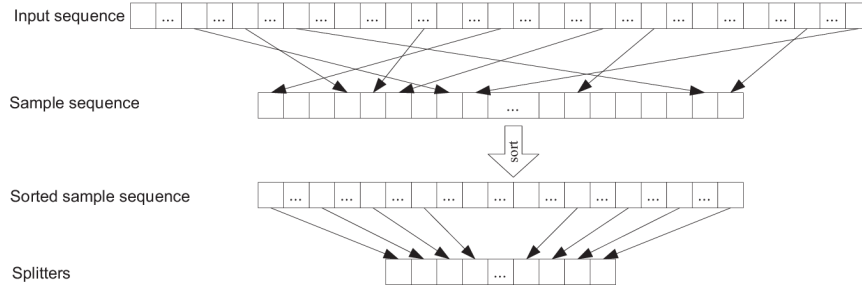 Input sequence ... ... ... ... ... ... ... ... ... ... ... ... ... ...
Sample sequence ...
sort
Sorted sample sequence ... ... ... ... ... ... ... ... ...
Splitters ...